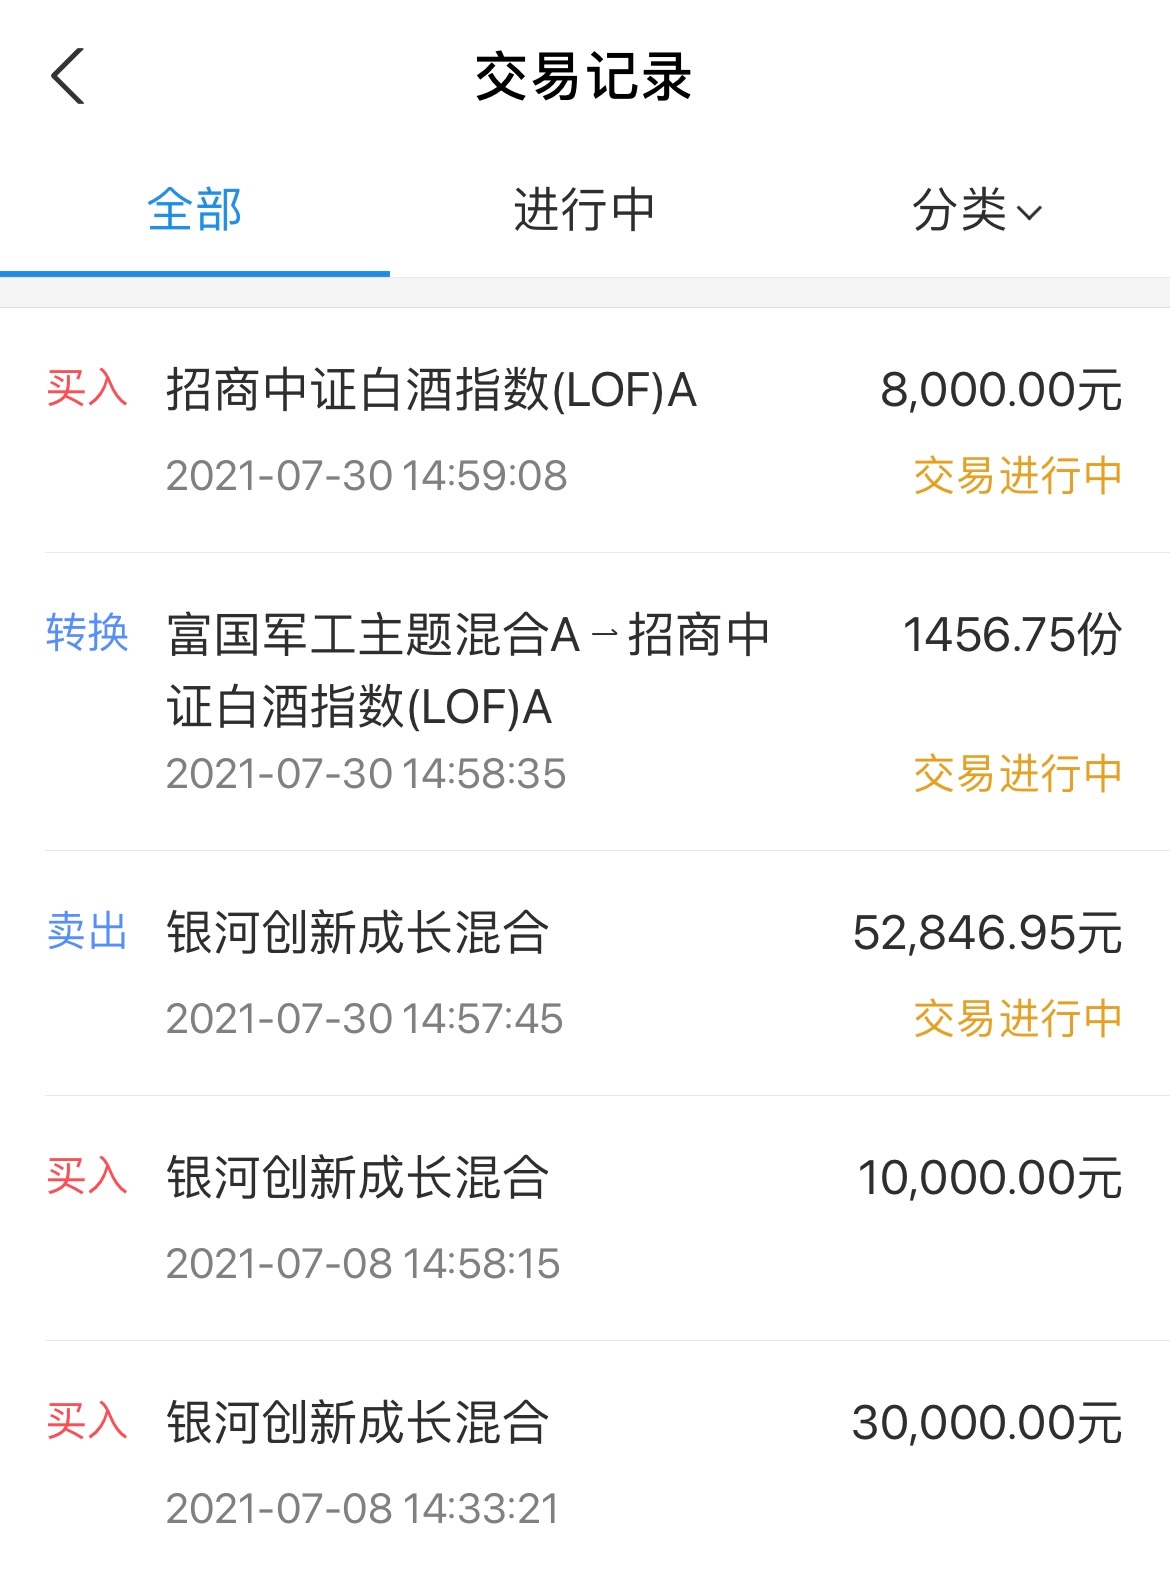 交易记录
全部 进行中 分类
买入 招商中证白酒指数(LOF)A 8,000.00元
2021-07-30 14:59:08 交易进行中
转换 富国军工主题混合A→招商中 1456.75份
证白酒指数(LOF)A
2021-07-30 14:58:35 交易进行中
卖出 银河创新成长混合 52,846.95元
2021-07-30 14:57:45 交易进行中
买入 银河创新成长混合 10,000.00元
2021-07-08 14:58:15
买入 银河创新成长混合 30,000.00元
2021-07-08 14:33:21